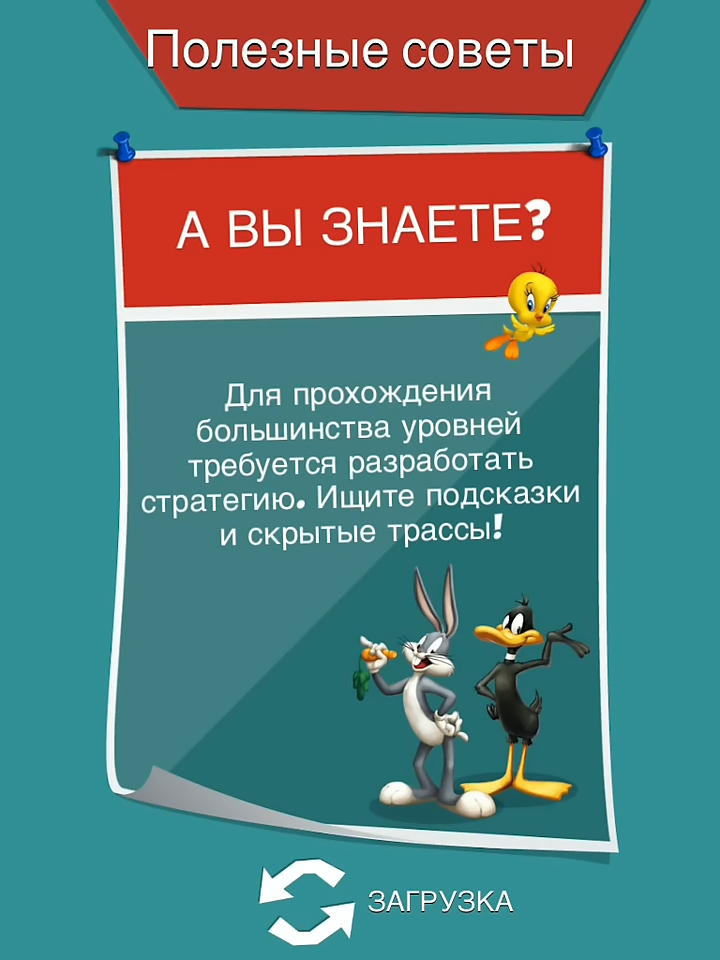 Полезные советы
А ВЫ ЗНАЕТЕ?
Для прохождения
большинства уровней
требуется разработать
стратегию. Ищите подсказки
и скрытые трассы!
ЗАГРУЗКА